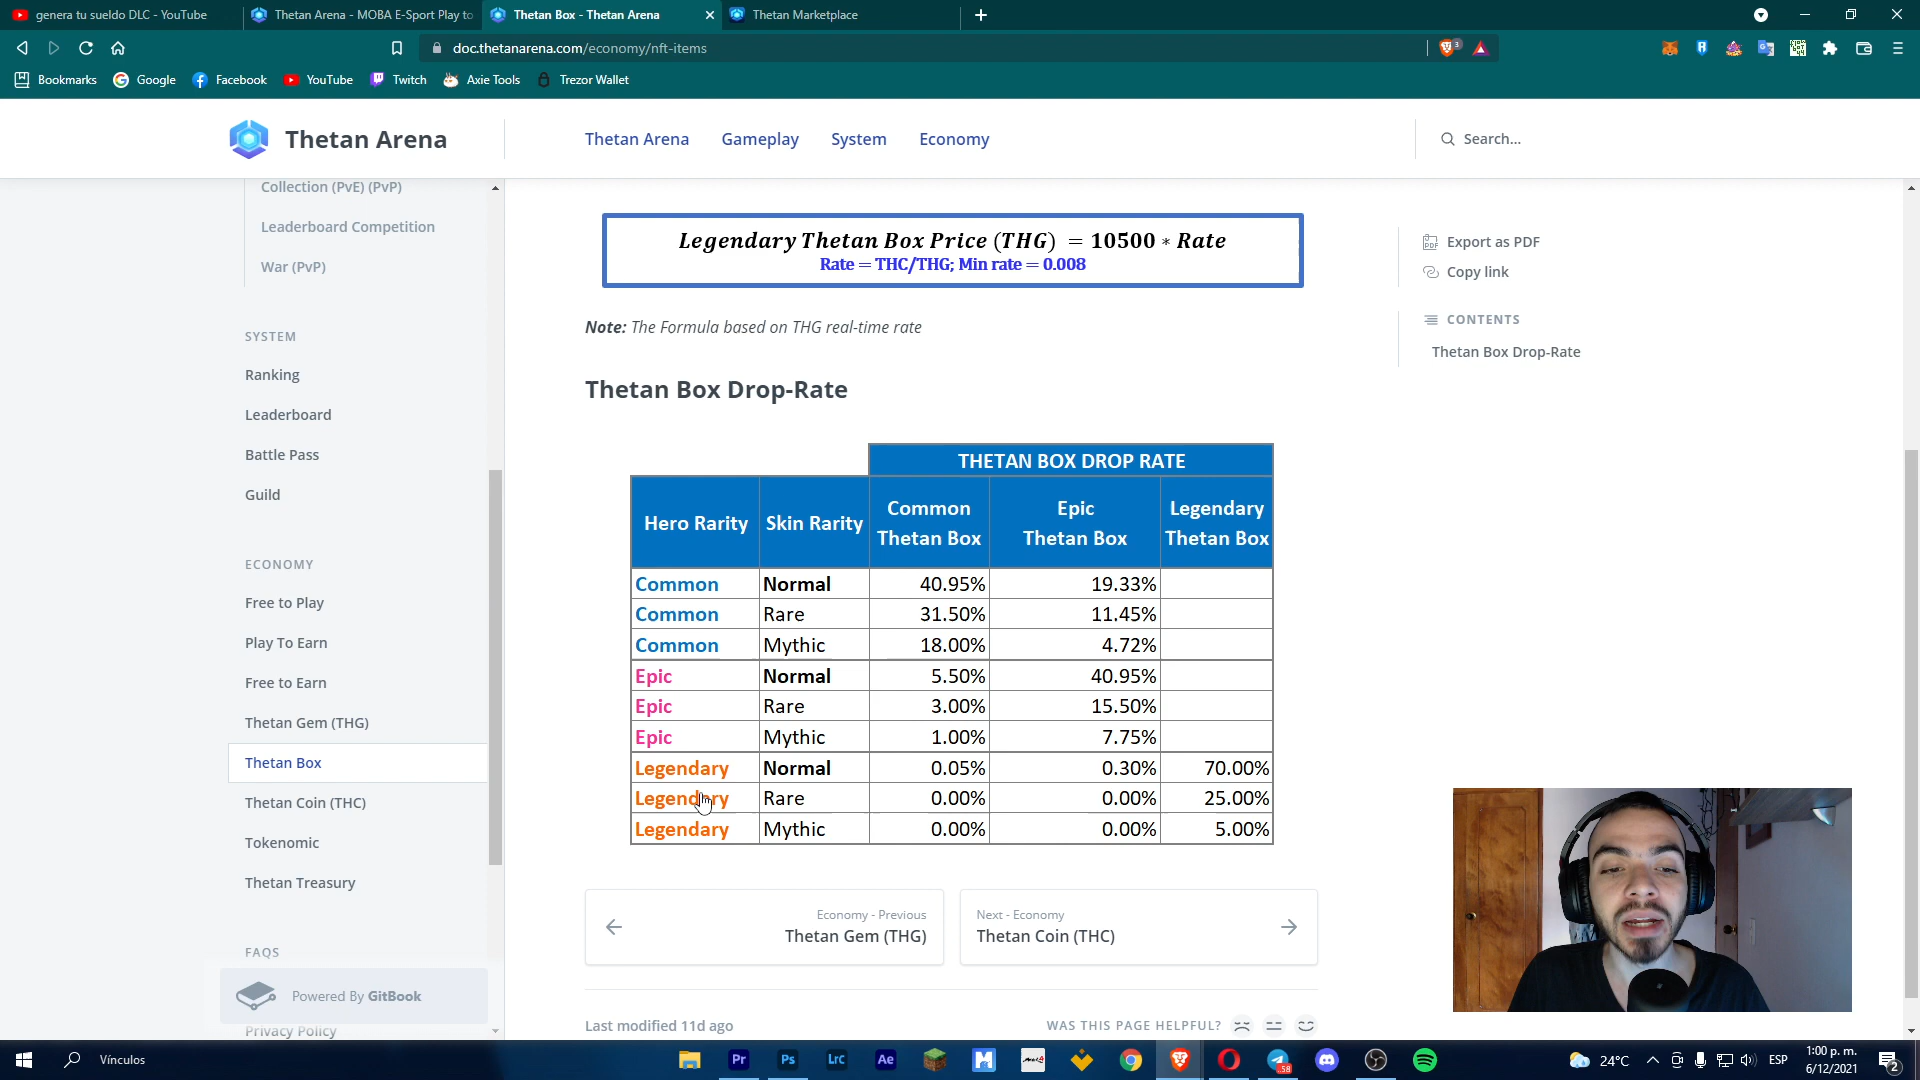 genera tu sueldo DLC - YouTube
Thetan Arena - MOBA E-Sport Play to
Thetan Box - Thetan Arena
Thetan Marketplace
doc.thetanarena.com/economy/nft-items
3
Bookmarks
Google
Facebook
YouTube
Twitch
Axie Tools
Trezor Wallet
Thetan Arena
Thetan Arena
Gameplay
System
Economy
Search...
Collection (PvE) (PvP)
Leaderboard Competition
War (PvP)
SYSTEM
Ranking
Leaderboard
Battle Pass
Guild
ECONOMY
Free to Play
Play To Earn
Free to Earn
Thetan Gem (THG)
Thetan Box
Thetan Coin (THC)
Tokenomic
Thetan Treasury
FAQS
Powered By GitBook
Privacy Policy
Legendary Thetan Box Price (THG) = 10500 * Rate
Rate = THC/THG; Min rate = 0.008
Note: The Formula based on THG real-time rate
Thetan Box Drop-Rate
THETAN BOX DROP RATE
Hero Rarity Skin Rarity Common Thetan Box Epic Thetan Box Legendary Thetan Box
Common Normal 40.95% 19.33%
Common Rare 31.50% 11.45%
Common Mythic 18.00% 4.72%
Epic Normal 5.50% 40.95%
Epic Rare 3.00% 15.50%
Epic Mythic 1.00% 7.75%
Legendary Normal 0.05% 0.30% 70.00%
Legendary Rare 0.00% 0.00% 25.00%
Legendary Mythic 0.00% 0.00% 5.00%
Economy - Previous
Thetan Gem (THG)
Next - Economy
Thetan Coin (THC)
Last modified 11d ago
WAS THIS PAGE HELPFUL?
Export as PDF
Copy link
CONTENTS
Thetan Box Drop-Rate
Vínculos
Pr
Ps
Lrc
Ae
24°C
ESP
1:00 p. m.
6/12/2021
2